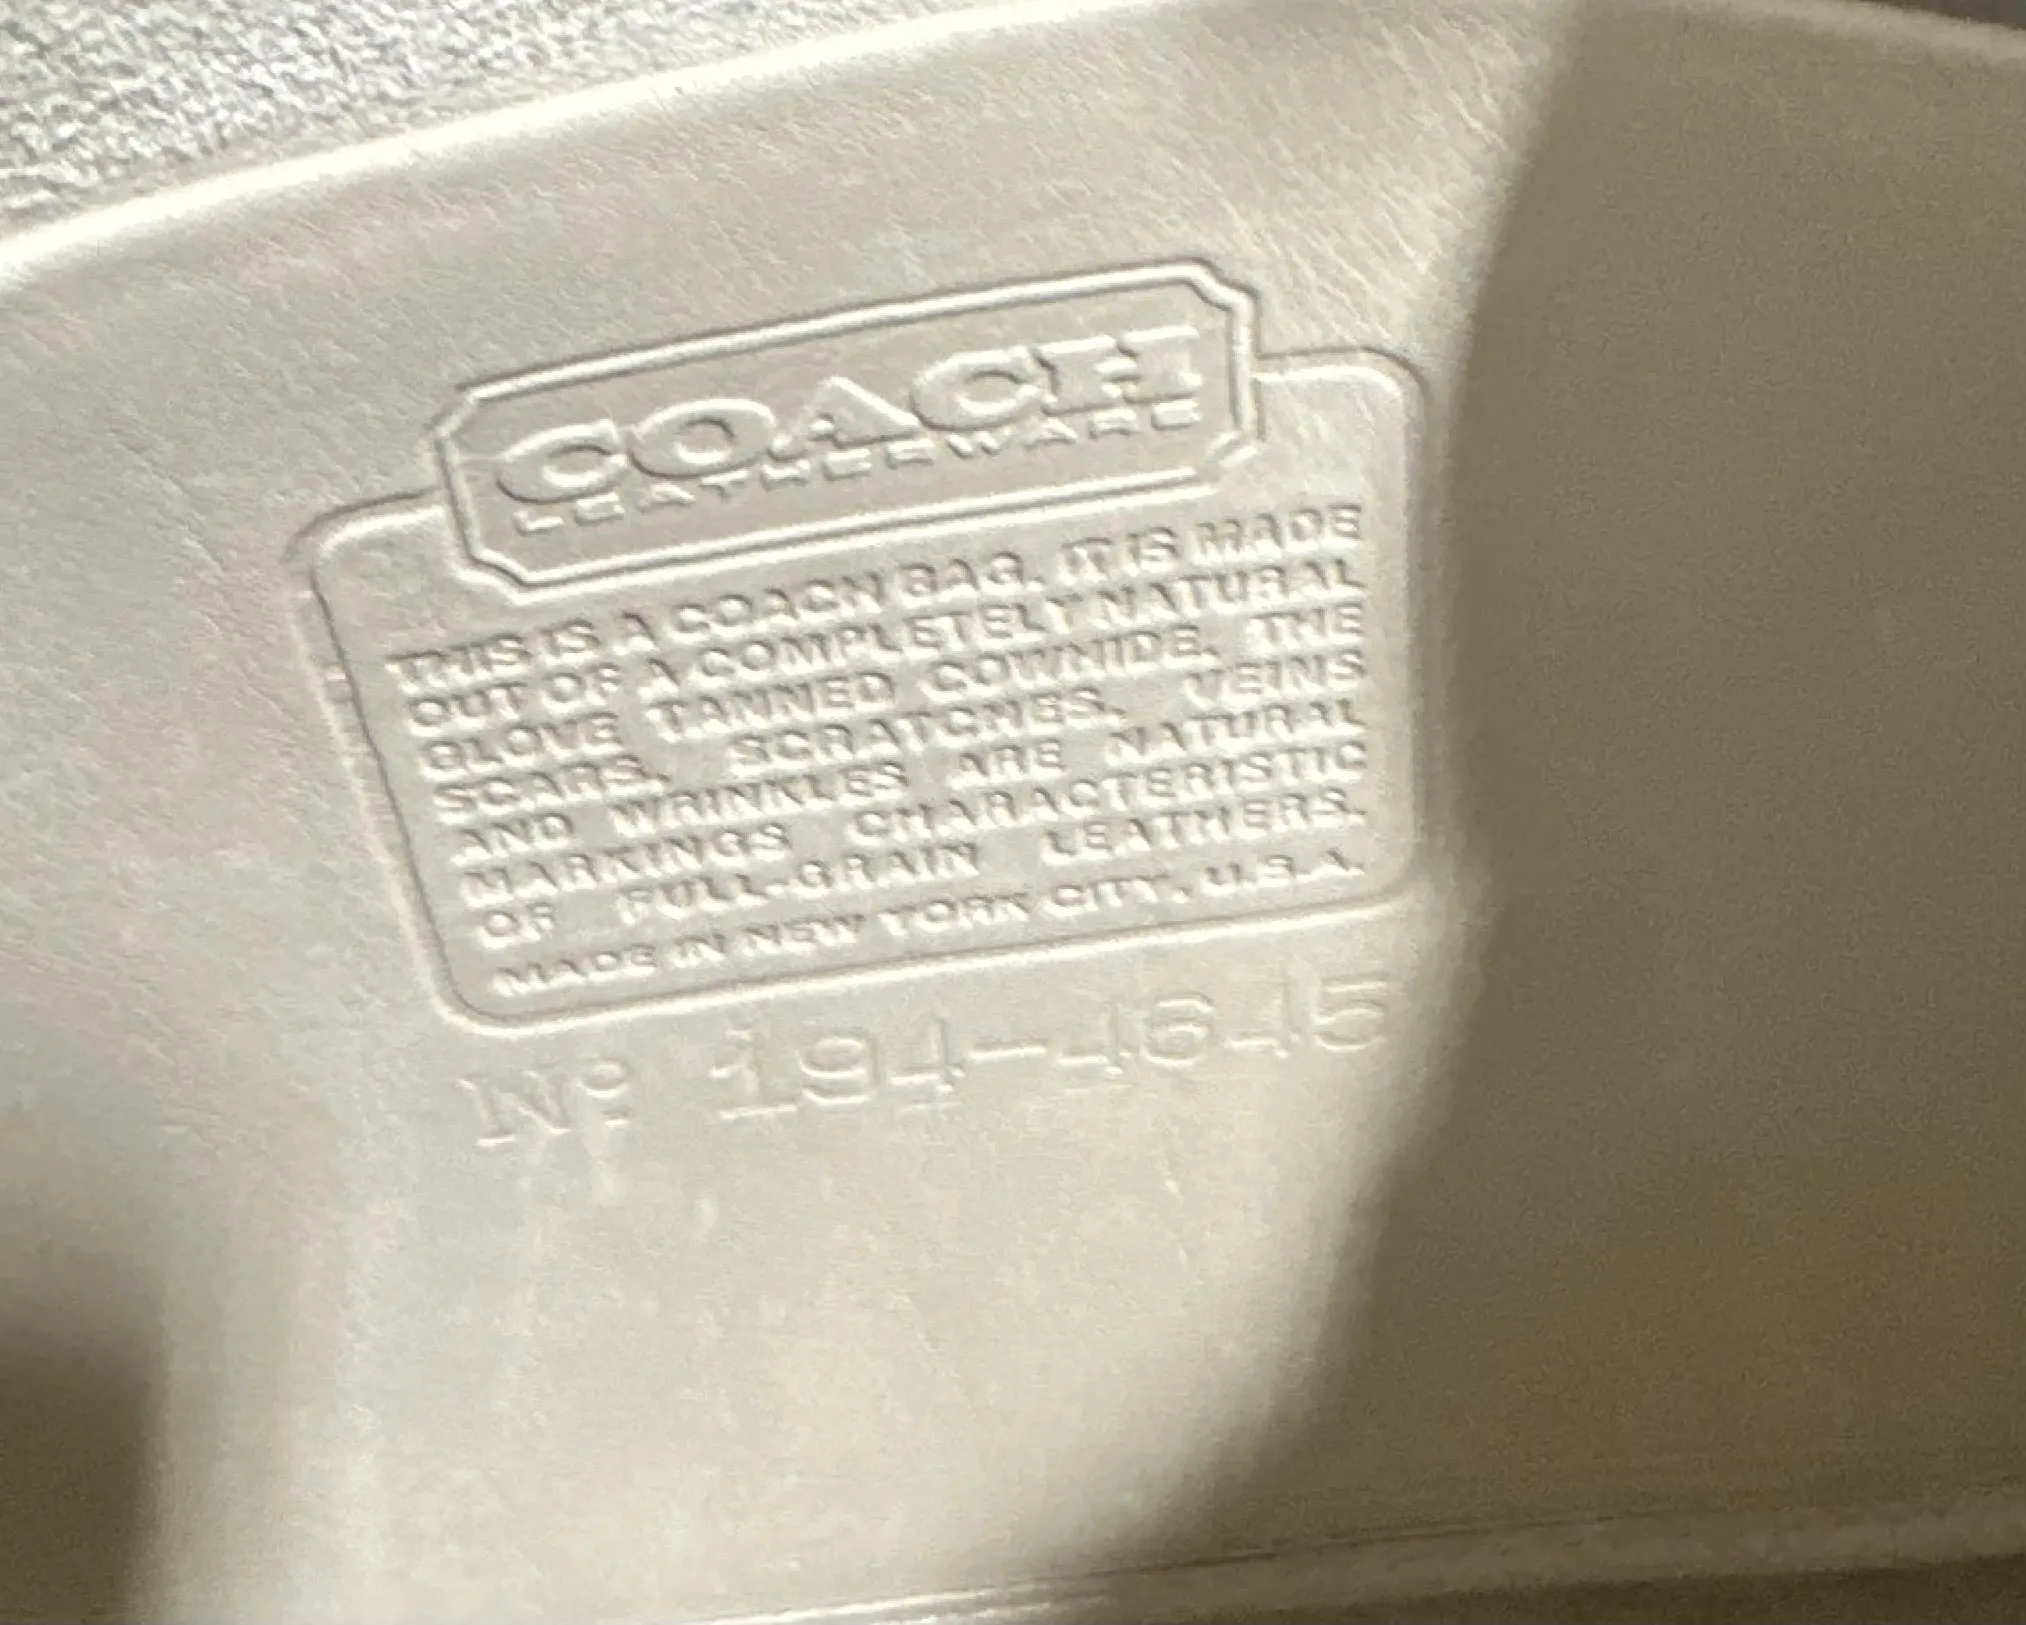 COACH
LEATHERWARE
THIS IS A COACH BAG. IT IS MADE
OUT OF A COMPLETELY NATURAL
GLOVE TANNED COWHIDE. THE
SCARS, SCRATCHES, VEINS
AND WRINKLES ARE NATURAL
MARKINGS CHARACTERISTIC
OF FULL-GRAIN LEATHERS.
MADE IN NEW YORK CITY, U.S.A.
Nº 194-4645